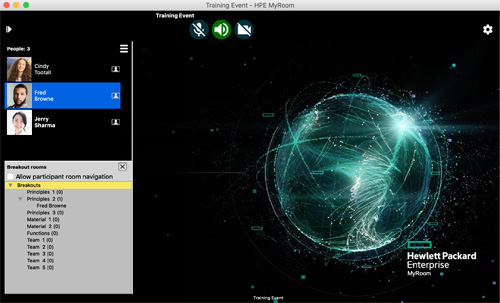 Training Event - HPE MyRoom
Training Event
People: 3
Cindy
Tootall
Fred
Browne
Jerry
Sharma
Breakout rooms
Allow participant room navigation
Breakouts
Principles 1 (0)
Principles 2 (1)
Fred Browne
Principles 3 (0)
Material 1 (0)
Material 2 (0)
Functions (0)
Team 1 (0)
Team 2 (0)
Team 3 (0)
Team 4 (0)
Team 5 (0)
Hewlett Packard
Enterprise
MyRoom
Training Event